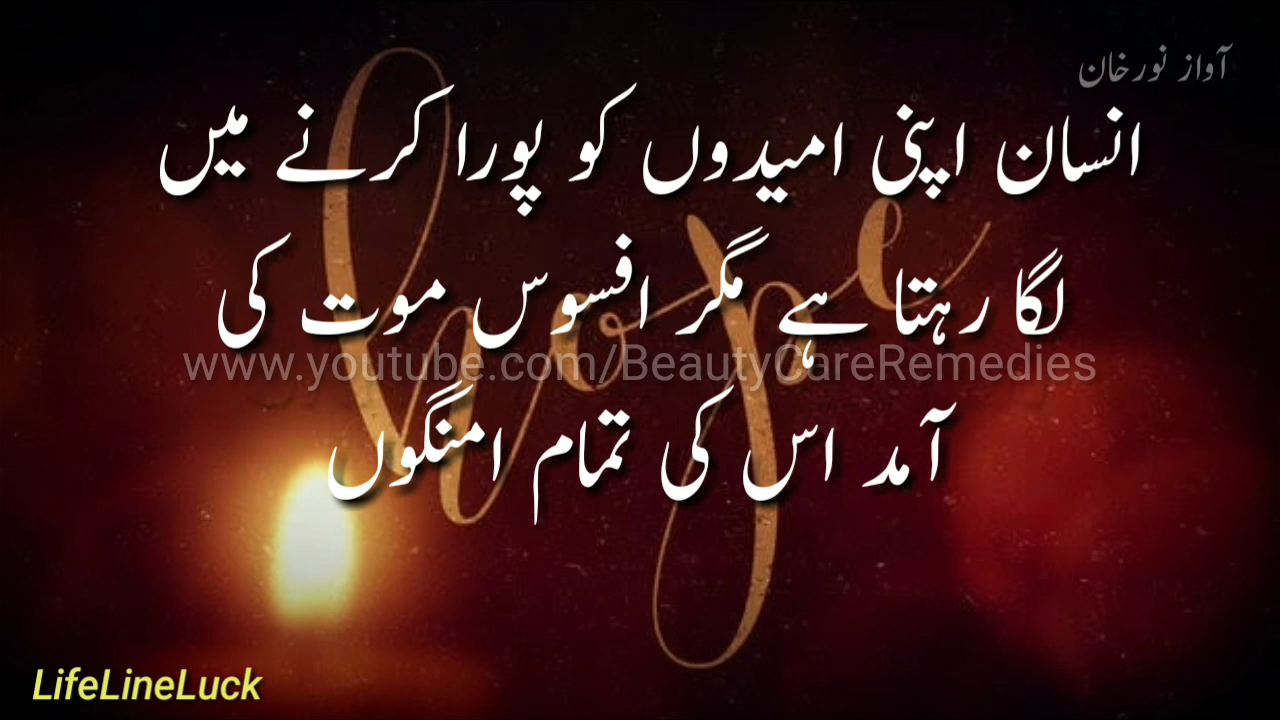 آواز نورخان
انسان اپنی امیدوں کو پورا کرنے میں
لگا رہتا ہے مگر افسوس موت کی
www.youtube.com/BeautyCareRemedies
آمد اس کی تمام امنگوں
hope
LifeLineLuck